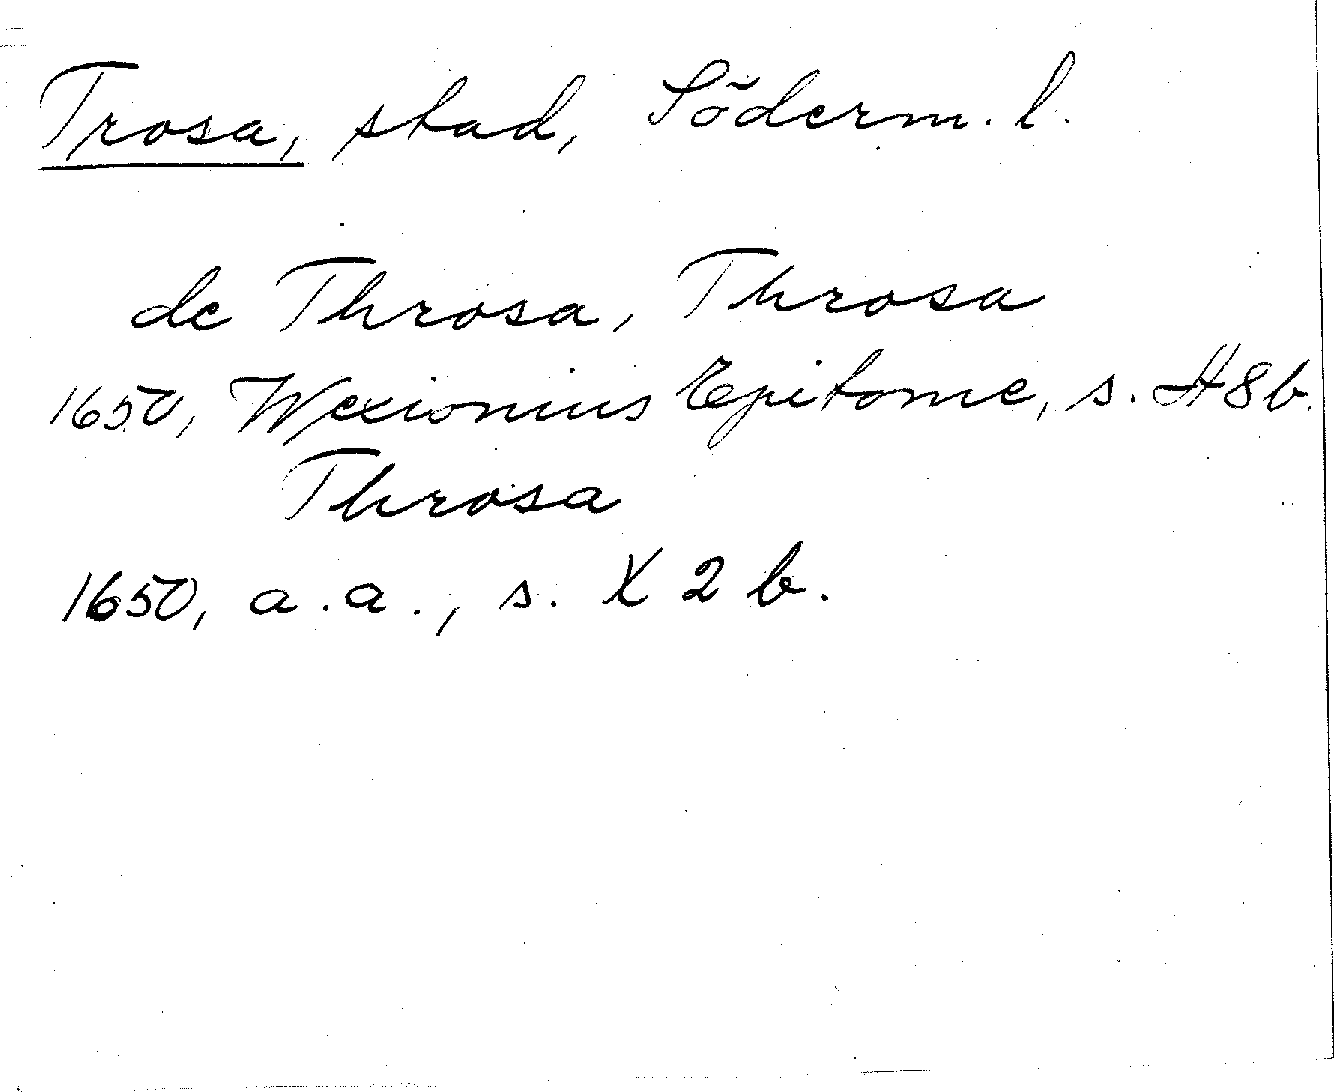 Trosa, stad, Söderm. l.
de Throsa, Throsa
1650, Wexionius Epitome, s. H8b.
Throsa
1650, a.a., s. X 2 b.